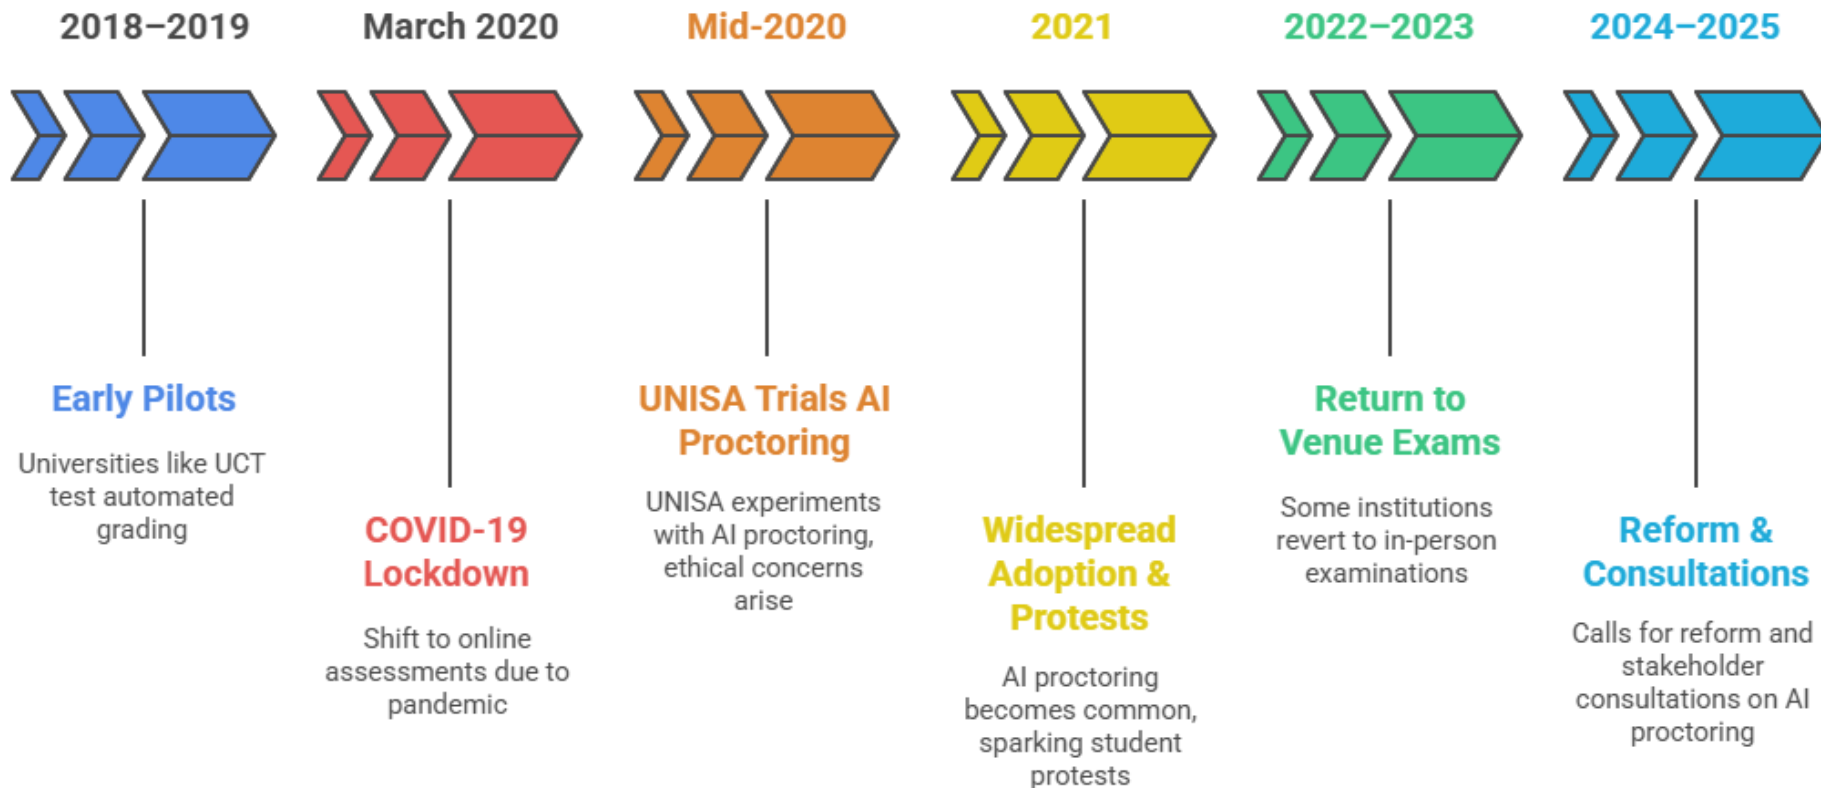 2018–2019
March 2020
Mid-2020
2021
2022–2023
2024–2025
Early Pilots
Universities like UCT
test automated
grading
COVID-19
Lockdown
Shift to online
assessments due to
pandemic
UNISA Trials AI
Proctoring
UNISA experiments
with AI proctoring,
ethical concerns
arise
Widespread
Adoption &
Protests
AI proctoring
becomes common,
sparking student
protests
Return to
Venue Exams
Some institutions
revert to in-person
examinations
Reform &
Consultations
Calls for reform and
stakeholder
consultations on AI
proctoring